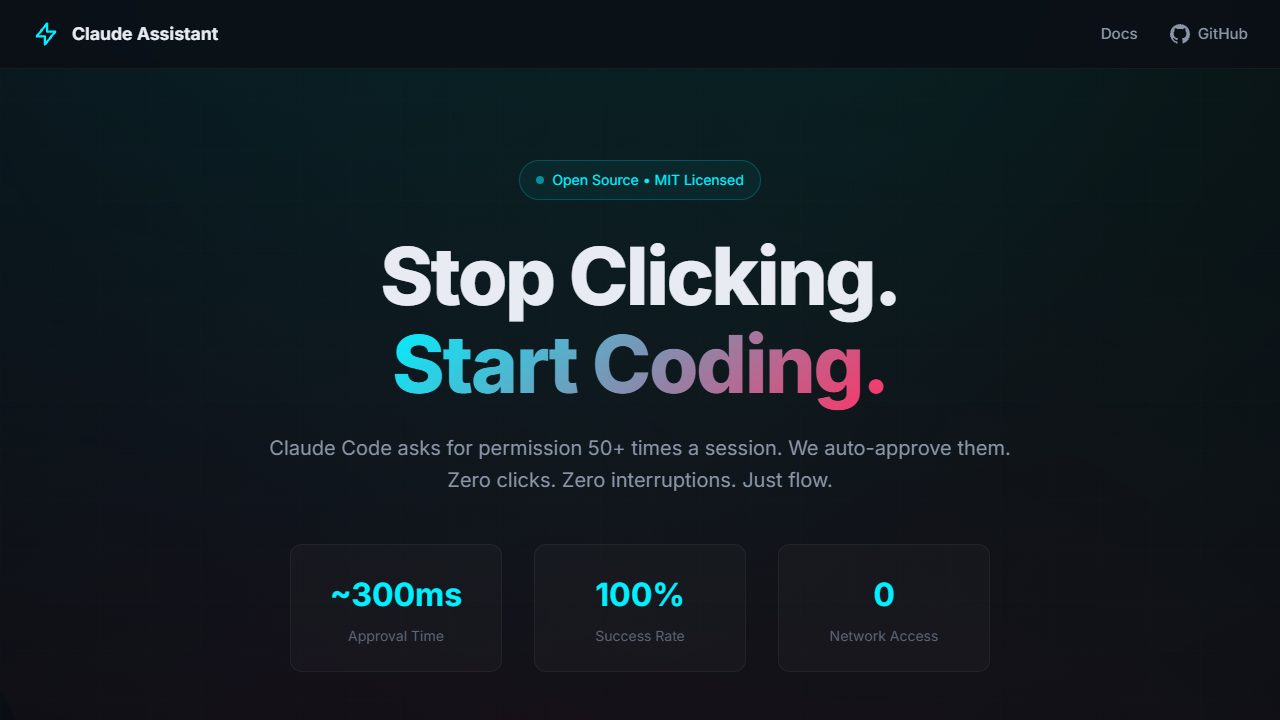 Claude Assistant
Docs
GitHub
Open Source • MIT Licensed
Stop Clicking.
Start Coding.
Claude Code asks for permission 50+ times a session. We auto-approve them.
Zero clicks. Zero interruptions. Just flow.
~300ms
Approval Time
100%
Success Rate
0
Network Access